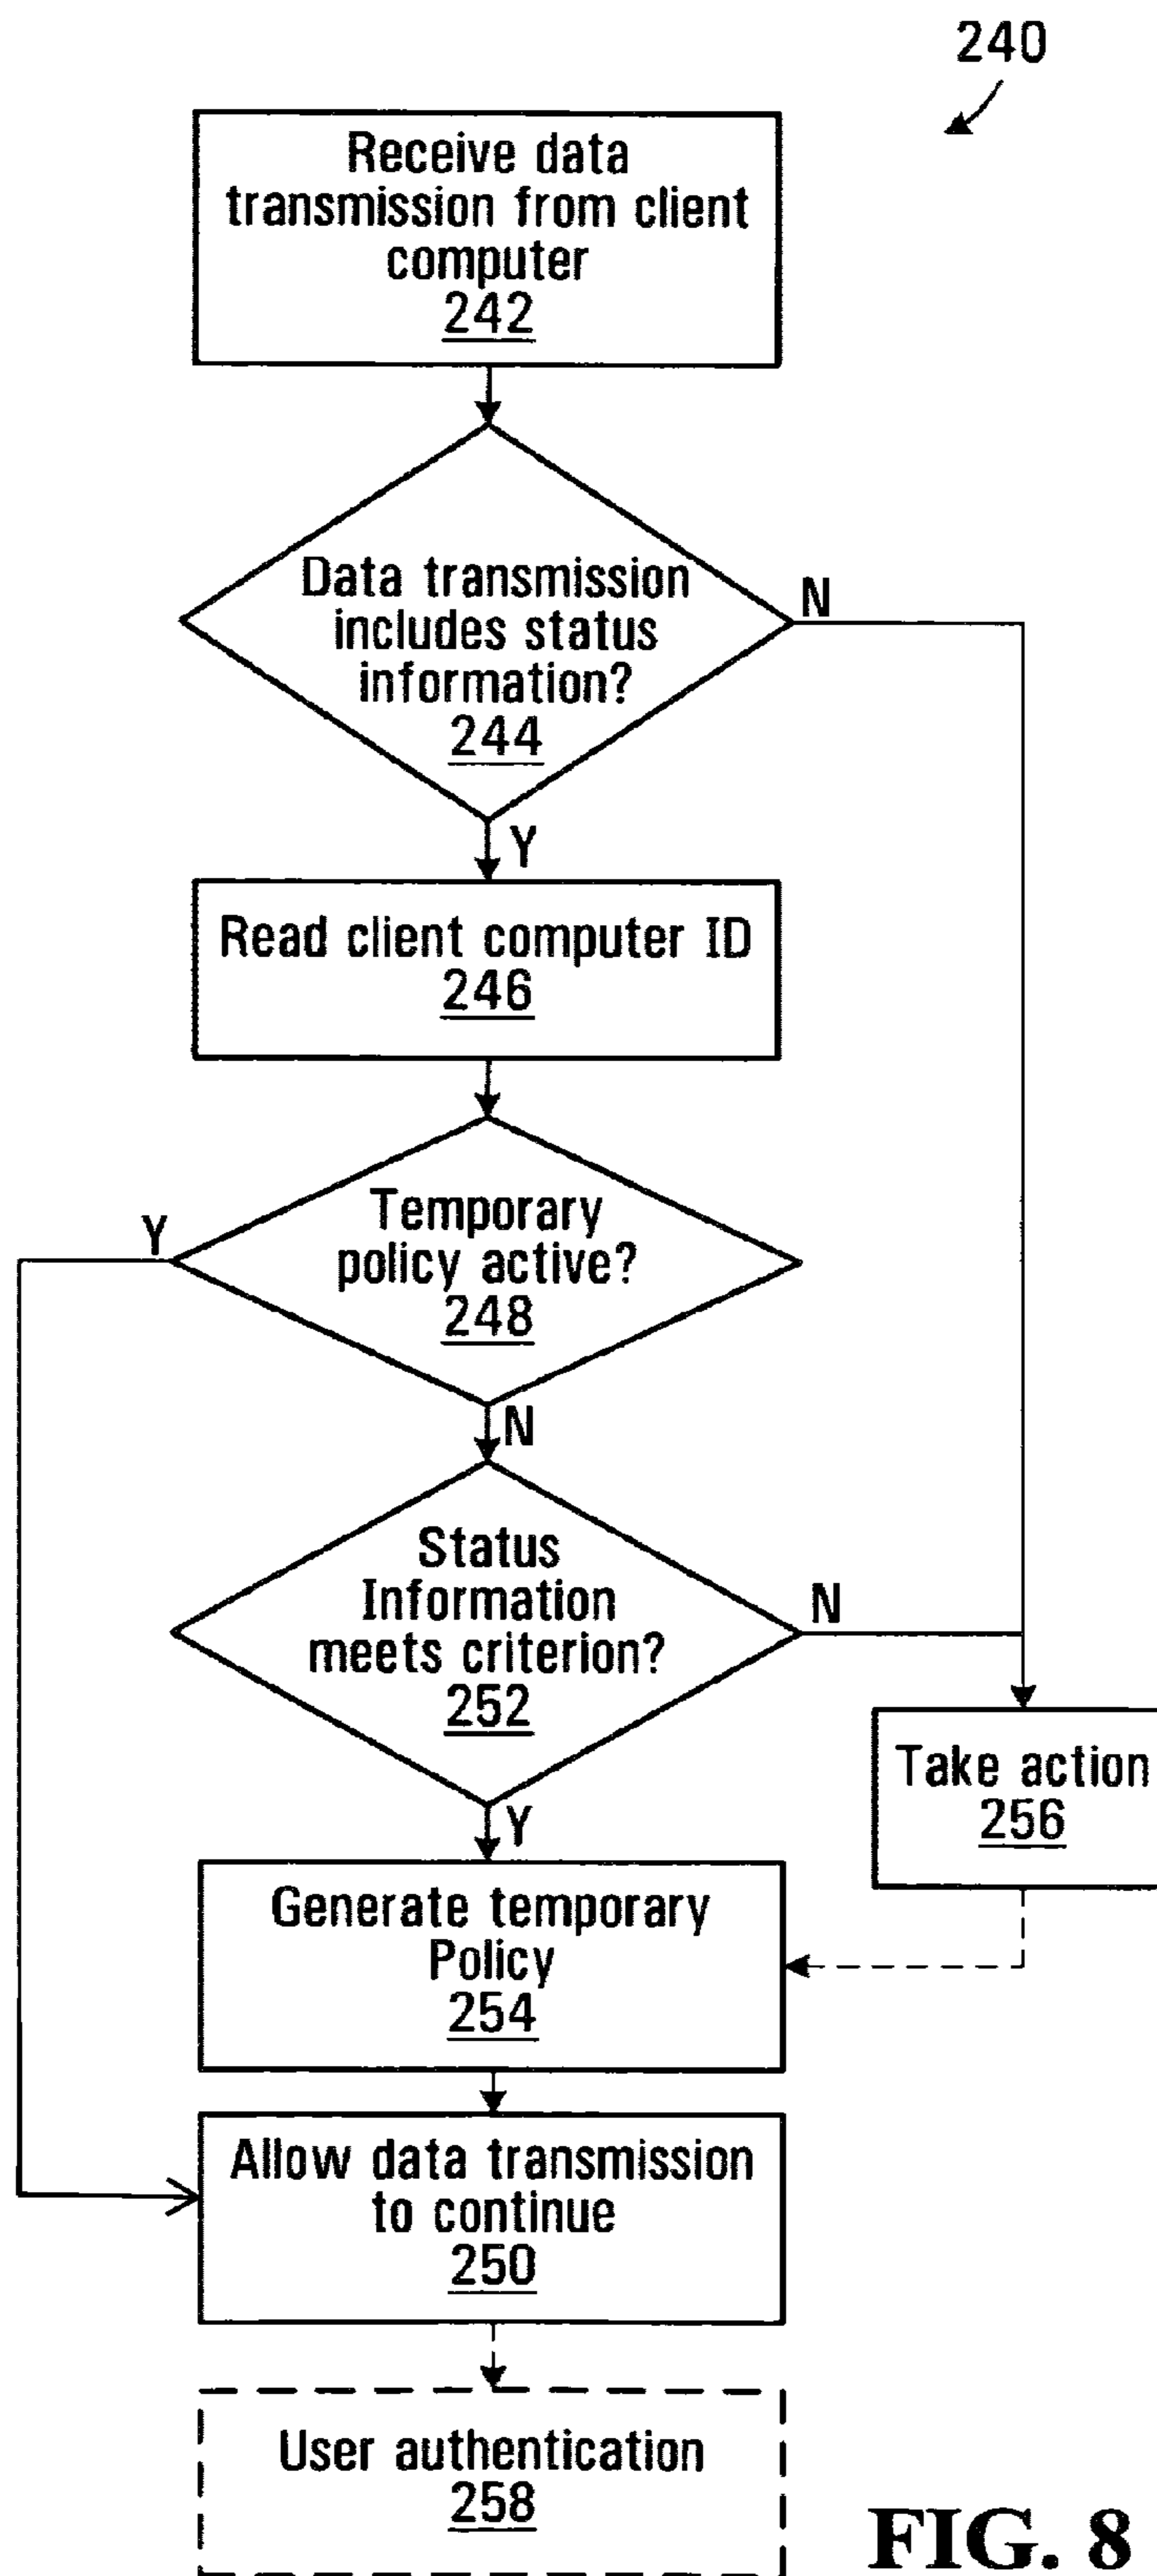 240
Receive data
transmission from client
computer
242
Data transmission
includes status
information?
244
N
Y
Read client computer ID
246
Y
Temporary
policy active?
248
N
Status
Information
meets criterion?
252
N
Take action
256
Y
Generate temporary
Policy
254
Allow data transmission
to continue
250
User authentication
258
FIG. 8